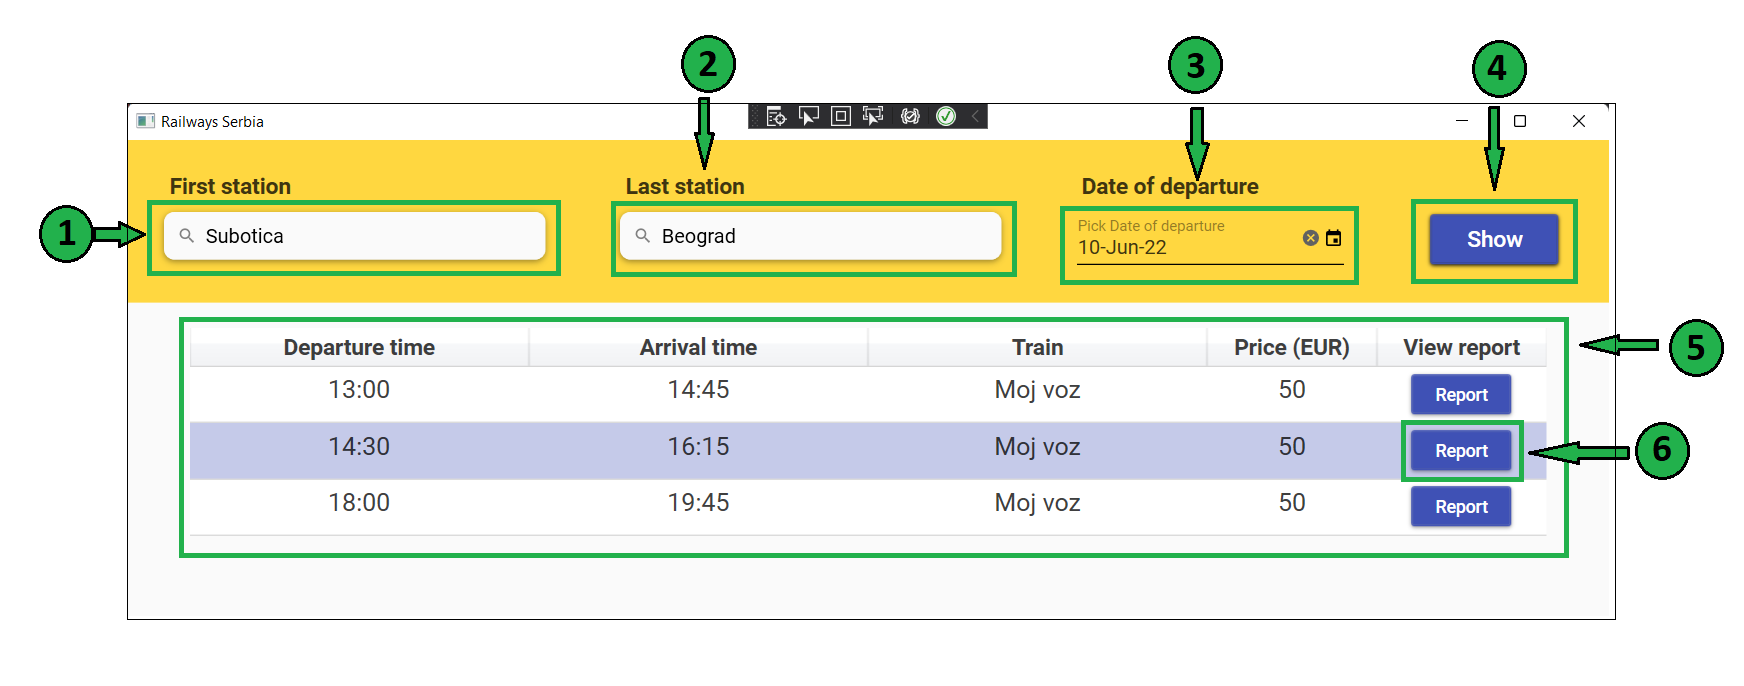 2
3
4
Railways Serbia
First station
Last station
Date of departure
1
Subotica
Beograd
Pick Date of departure
10-Jun-22
Show
Departure time Arrival time Train Price (EUR) View report
5
13:00 14:45 Moj voz 50 Report
14:30 16:15 Moj voz 50 Report
6
18:00 19:45 Moj voz 50 Report